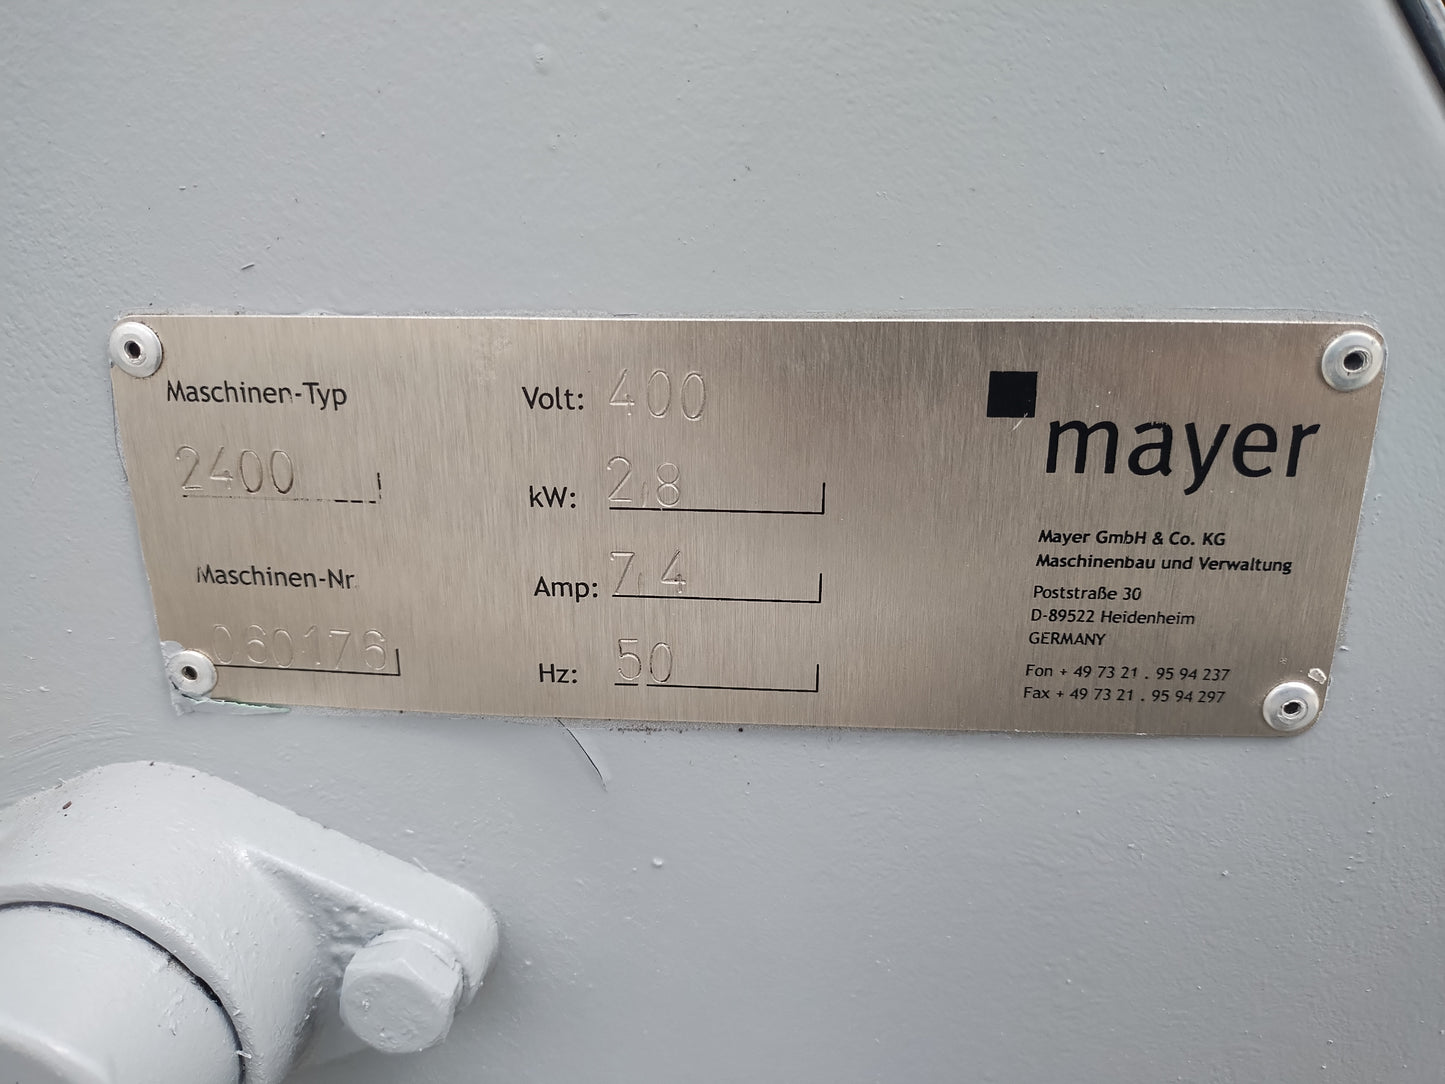 Maschinen-Typ
2400
Maschinen-Nr
060176
Volt: 400
kW: 2,8
Amp: 7,4
Hz: 50
mayer
Mayer GmbH & Co. KG
Maschinenbau und Verwaltung
Poststraße 30
D-89522 Heidenheim
GERMANY
Fon + 49 73 21 . 95 94 237
Fax + 49 73 21 . 95 94 297